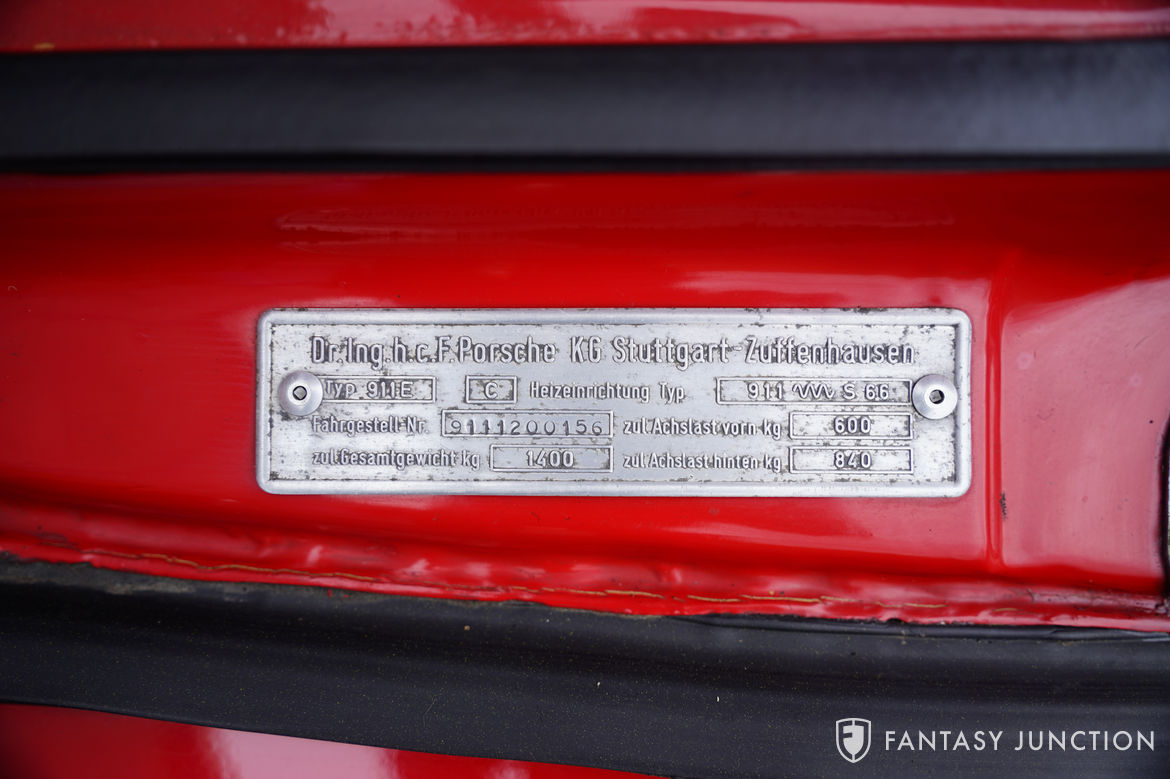 Dr.Ing.h.c.F.Porsche KG Stuttgart-Zuffenhausen
Typ 911E C Heizeinrichtung Typ 911 S 66
Fahrgestell-Nr. 9111200156 zul.Achslast vorn kg 600
zul.Gesamtgewicht kg 1400 zul.Achslast hinten kg 840
FANTASY JUNCTION